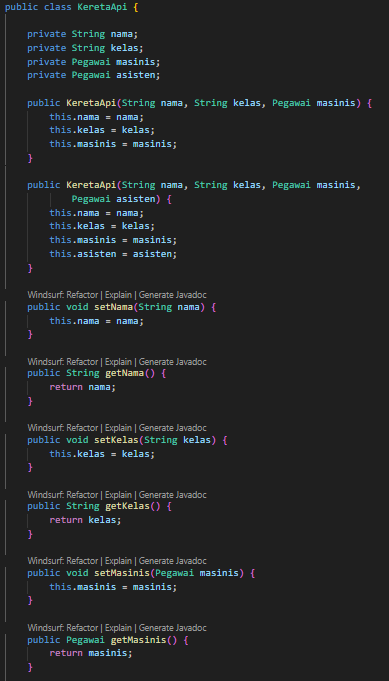 public class KeretaApi {
private String nama;
private String kelas;
private Pegawai masinis;
private Pegawai asisten;
public KeretaApi(String nama, String kelas, Pegawai masinis) {
this.nama = nama;
this.kelas = kelas;
this.masinis = masinis;
}
public KeretaApi(String nama, String kelas, Pegawai masinis,
Pegawai asisten) {
this.nama = nama;
this.kelas = kelas;
this.masinis = masinis;
this.asisten = asisten;
}
Windsurf: Refactor | Explain | Generate Javadoc
public void setNama(String nama) {
this.nama = nama;
}
Windsurf: Refactor | Explain | Generate Javadoc
public String getNama() {
return nama;
}
Windsurf: Refactor | Explain | Generate Javadoc
public void setKelas(String kelas) {
this.kelas = kelas;
}
Windsurf: Refactor | Explain | Generate Javadoc
public String getKelas() {
return kelas;
}
Windsurf: Refactor | Explain | Generate Javadoc
public void setMasinis(Pegawai masinis) {
this.masinis = masinis;
}
Windsurf: Refactor | Explain | Generate Javadoc
public Pegawai getMasinis() {
return masinis;
}